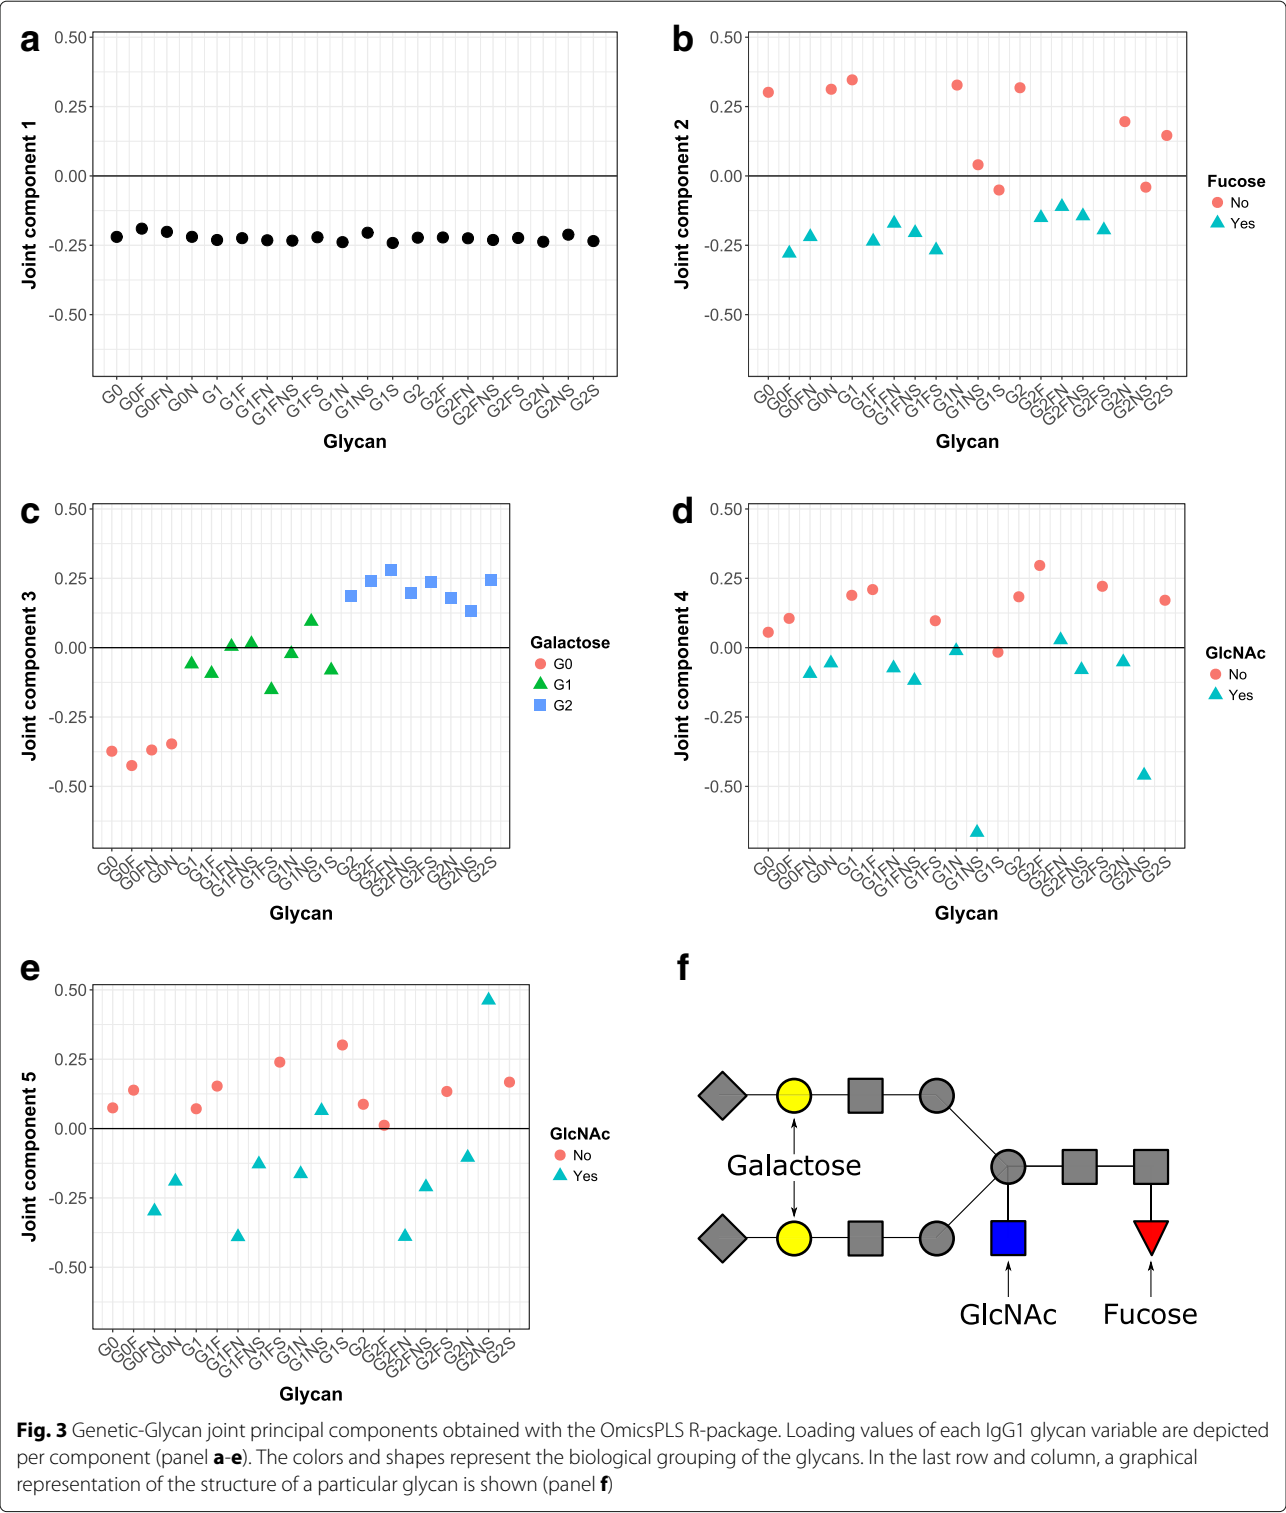 a
0.50
0.25
0.00
-0.25
-0.50
Joint component 1
G0 G0F G0FN G0N G1 G1F G1FN G1FNS G1FS G1N G1NS G1S G2 G2F G2FN G2FNS G2FS G2N G2NS G2S
Glycan
b
0.50
0.25
0.00
-0.25
-0.50
Joint component 2
G0 G0F G0FN G0N G1 G1F G1FN G1FNS G1FS G1N G1NS G1S G2 G2F G2FN G2FNS G2FS G2N G2NS G2S
Glycan
Fucose
No
Yes
c
0.50
0.25
0.00
-0.25
-0.50
Joint component 3
G0 G0F G0FN G0N G1 G1F G1FN G1FNS G1FS G1N G1NS G1S G2 G2F G2FN G2FNS G2FS G2N G2NS G2S
Glycan
Galactose
G0
G1
G2
d
0.50
0.25
0.00
-0.25
-0.50
Joint component 4
G0 G0F G0FN G0N G1 G1F G1FN G1FNS G1FS G1N G1NS G1S G2 G2F G2FN G2FNS G2FS G2N G2NS G2S
Glycan
GlcNAc
No
Yes
e
0.50
0.25
0.00
-0.25
-0.50
Joint component 5
G0 G0F G0FN G0N G1 G1F G1FN G1FNS G1FS G1N G1NS G1S G2 G2F G2FN G2FNS G2FS G2N G2NS G2S
Glycan
GlcNAc
No
Yes
f
Galactose
GlcNAc Fucose
Fig. 3 Genetic-Glycan joint principal components obtained with the OmicsPLS R-package. Loading values of each IgG1 glycan variable are depicted
per component (panel a-e). The colors and shapes represent the biological grouping of the glycans. In the last row and column, a graphical
representation of the structure of a particular glycan is shown (panel f)